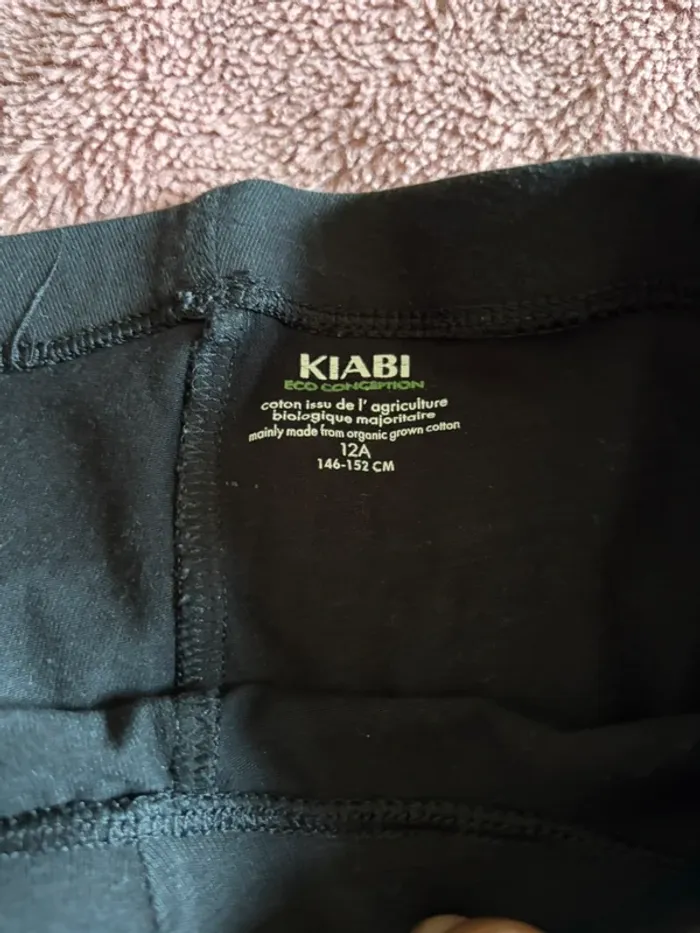 KIABI
ECO CONCEPTION
coton issu de l' agriculture
biologique majoritaire
mainly made from organic grown cotton
12A
146-152 CM